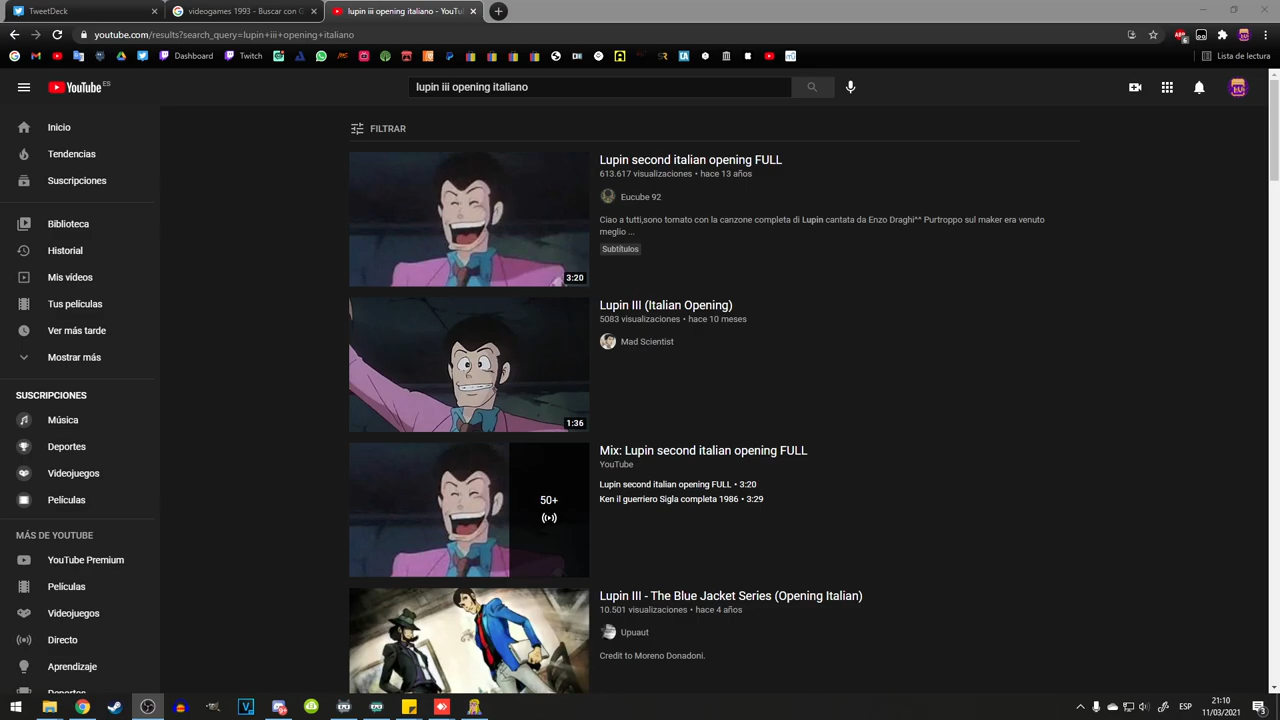 TweetDeck
videogames 1993 - Buscar con G
lupin iii opening italiano - YouTu
youtube.com/results?search_query=lupin+iii+opening+italiano
Dashboard
Twitch
Lista de lectura
YouTube ES
lupin iii opening italiano
Inicio
Tendencias
Suscripciones
Biblioteca
Historial
Mis vídeos
Tus películas
Ver más tarde
Mostrar más
SUSCRIPCIONES
Música
Deportes
Videojuegos
Películas
MÁS DE YOUTUBE
YouTube Premium
Películas
Videojuegos
Directo
Aprendizaje
Deportes
FILTRAR
Lupin second italian opening FULL
613.617 visualizaciones • hace 13 años
Eucube 92
Ciao a tutti,sono tornato con la canzone completa di Lupin cantata da Enzo Draghi^^ Purtroppo sul maker era venuto
meglio ...
Subtítulos
3:20
Lupin III (Italian Opening)
5083 visualizaciones • hace 10 meses
Mad Scientist
1:36
Mix: Lupin second italian opening FULL
YouTube
Lupin second italian opening FULL • 3:20
Ken il guerriero Sigla completa 1986 • 3:29
50+
Lupin III - The Blue Jacket Series (Opening Italian)
10.501 visualizaciones • hace 4 años
Upuaut
Credit to Moreno Donadoni.
ESP
21:10
11/03/2021